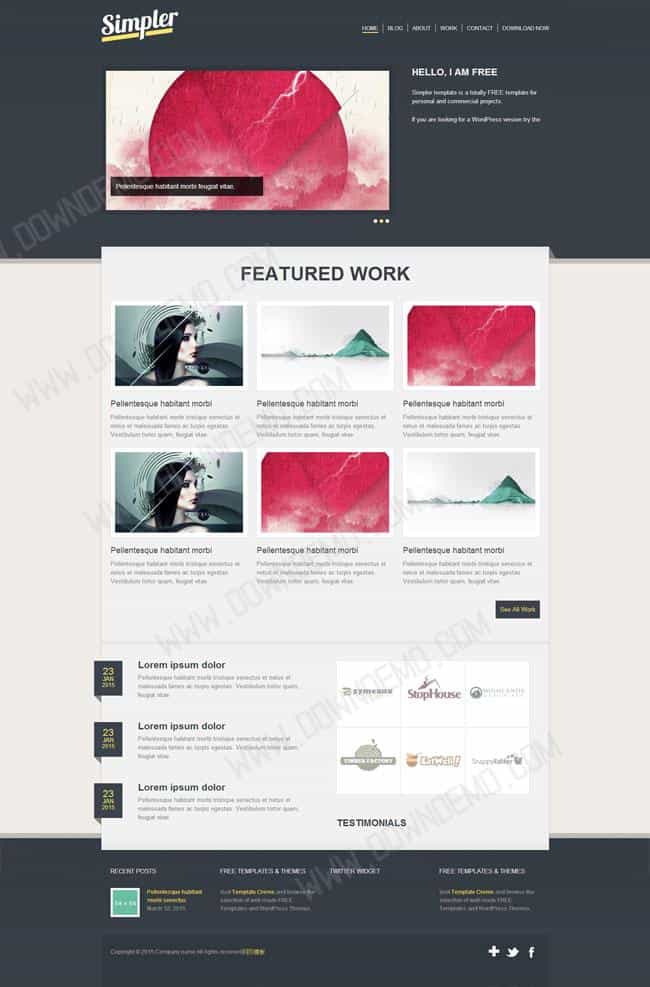 Simpler
HOME
BLOG
ABOUT
WORK
CONTACT
DOWNLOAD NOW
HELLO, I AM FREE
Simpler template is a totally FREE template for
personal and commercial projects.
If you are looking for a WordPress version try the
Pellentesque habitant morbi feugiat vitae.
WWW.DOWNDEMO.COM
FEATURED WORK
Pellentesque habitant morbi
Pellentesque habitant morbi tristique senectus et
netus et malesuada fames ac turpis egestas.
Vestibulum tortor quam, feugiat vitae.
Pellentesque habitant morbi
Pellentesque habitant morbi tristique senectus et
netus et malesuada fames ac turpis egestas.
Vestibulum tortor quam, feugiat vitae.
Pellentesque habitant morbi
Pellentesque habitant morbi tristique senectus et
netus et malesuada fames ac turpis egestas.
Vestibulum tortor quam, feugiat vitae.
Pellentesque habitant morbi
Pellentesque habitant morbi tristique senectus et
netus et malesuada fames ac turpis egestas.
Vestibulum tortor quam, feugiat vitae.
Pellentesque habitant morbi
Pellentesque habitant morbi tristique senectus et
netus et malesuada fames ac turpis egestas.
Vestibulum tortor quam, feugiat vitae.
Pellentesque habitant morbi
Pellentesque habitant morbi tristique senectus et
netus et malesuada fames ac turpis egestas.
Vestibulum tortor quam, feugiat vitae.
See All Work
23
JAN
2015
Lorem ipsum dolor
Pellentesque habitant morbi tristique senectus et netus et
malesuada fames ac turpis egestas. Vestibulum tortor quam,
feugiat vitae.
23
JAN
2015
Lorem ipsum dolor
Pellentesque habitant morbi tristique senectus et netus et
malesuada fames ac turpis egestas. Vestibulum tortor quam,
feugiat vitae.
23
JAN
2015
Lorem ipsum dolor
Pellentesque habitant morbi tristique senectus et netus et
malesuada fames ac turpis egestas. Vestibulum tortor quam,
feugiat vitae.
StopHouse
TIMBER FACTORY
EatWell!
TESTIMONIALS
RECENT POSTS
64 x 64
Pellentesque habitant
morbi senectus
March 10, 2015
FREE TEMPLATES & THEMES
Visit Template Creme and browse the
selection of well-made FREE
Templates and WordPress Themes.
TWITTER WIDGET
FREE TEMPLATES & THEMES
Visit Template Creme and browse the
selection of well-made FREE
Templates and WordPress Themes.
Copyright © 2015.Company name All rights reserved.网页模板